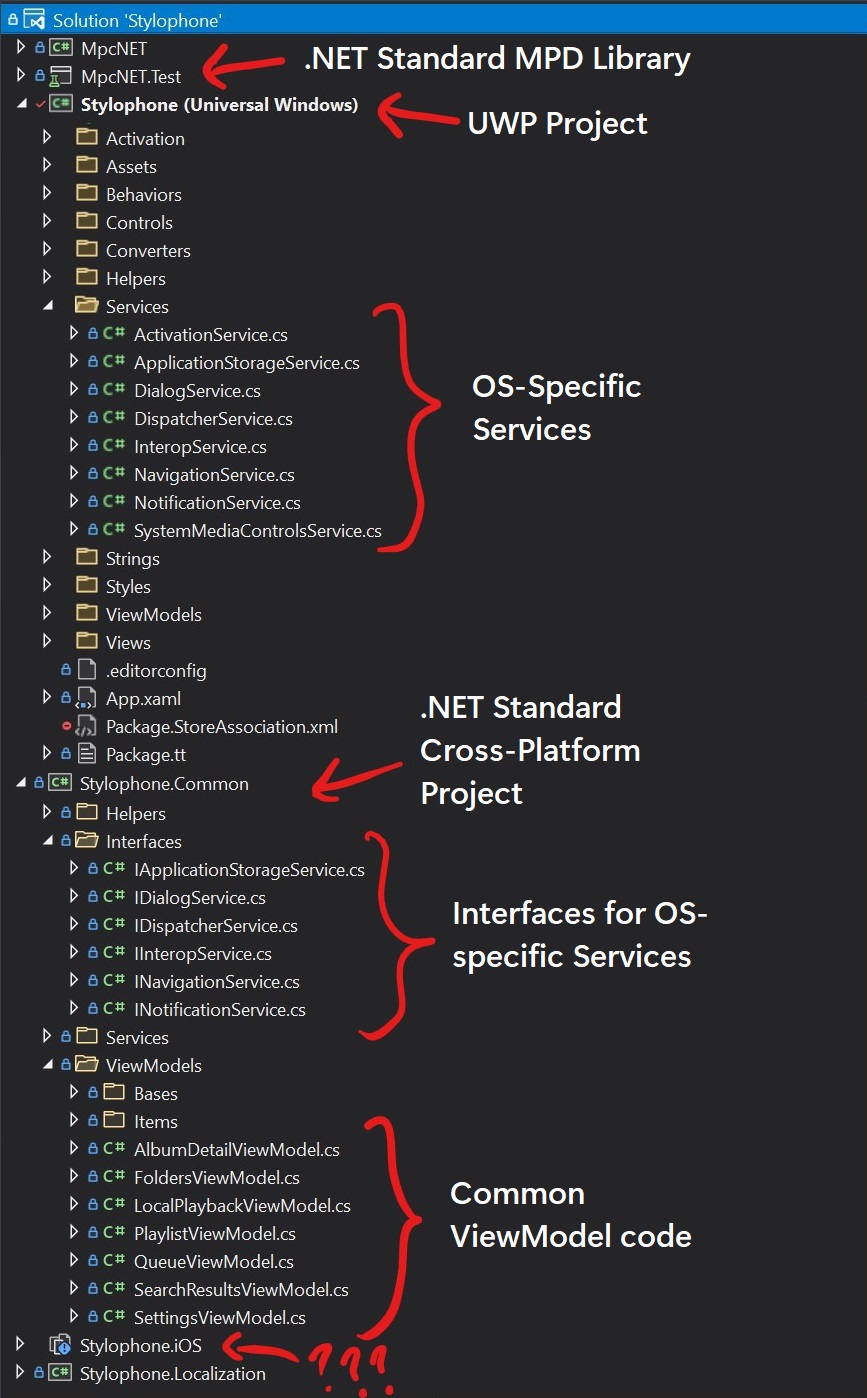 Solution 'Stylophone'
C# MpcNET
.NET Standard MPD Library
MpcNET.Test
C# Stylophone (Universal Windows)
UWP Project
Activation
Assets
Behaviors
Controls
Converters
Helpers
Services
C# ActivationService.cs
C# ApplicationStorageService.cs
C# DialogService.cs
OS-Specific
Services
C# DispatcherService.cs
C# InteropService.cs
C# NavigationService.cs
C# NotificationService.cs
C# SystemMediaControlsService.cs
Strings
Styles
ViewModels
Views
.editorconfig
App.xaml
Package.StoreAssociation.xml
Package.tt
.NET Standard
Cross-Platform
Project
C# Stylophone.Common
Helpers
Interfaces
C# IApplicationStorageService.cs
C# IDialogService.cs
C# IDispatcherService.cs
Interfaces for OS-
specific Services
C# IInteropService.cs
C# INavigationService.cs
C# INotificationService.cs
Services
ViewModels
Bases
Items
C# AlbumDetailViewModel.cs
C# FoldersViewModel.cs
C# LocalPlaybackViewModel.cs
Common
ViewModel code
C# PlaylistViewModel.cs
C# QueueViewModel.cs
C# SearchResultsViewModel.cs
C# SettingsViewModel.cs
Stylophone.iOS
???
C# Stylophone.Localization